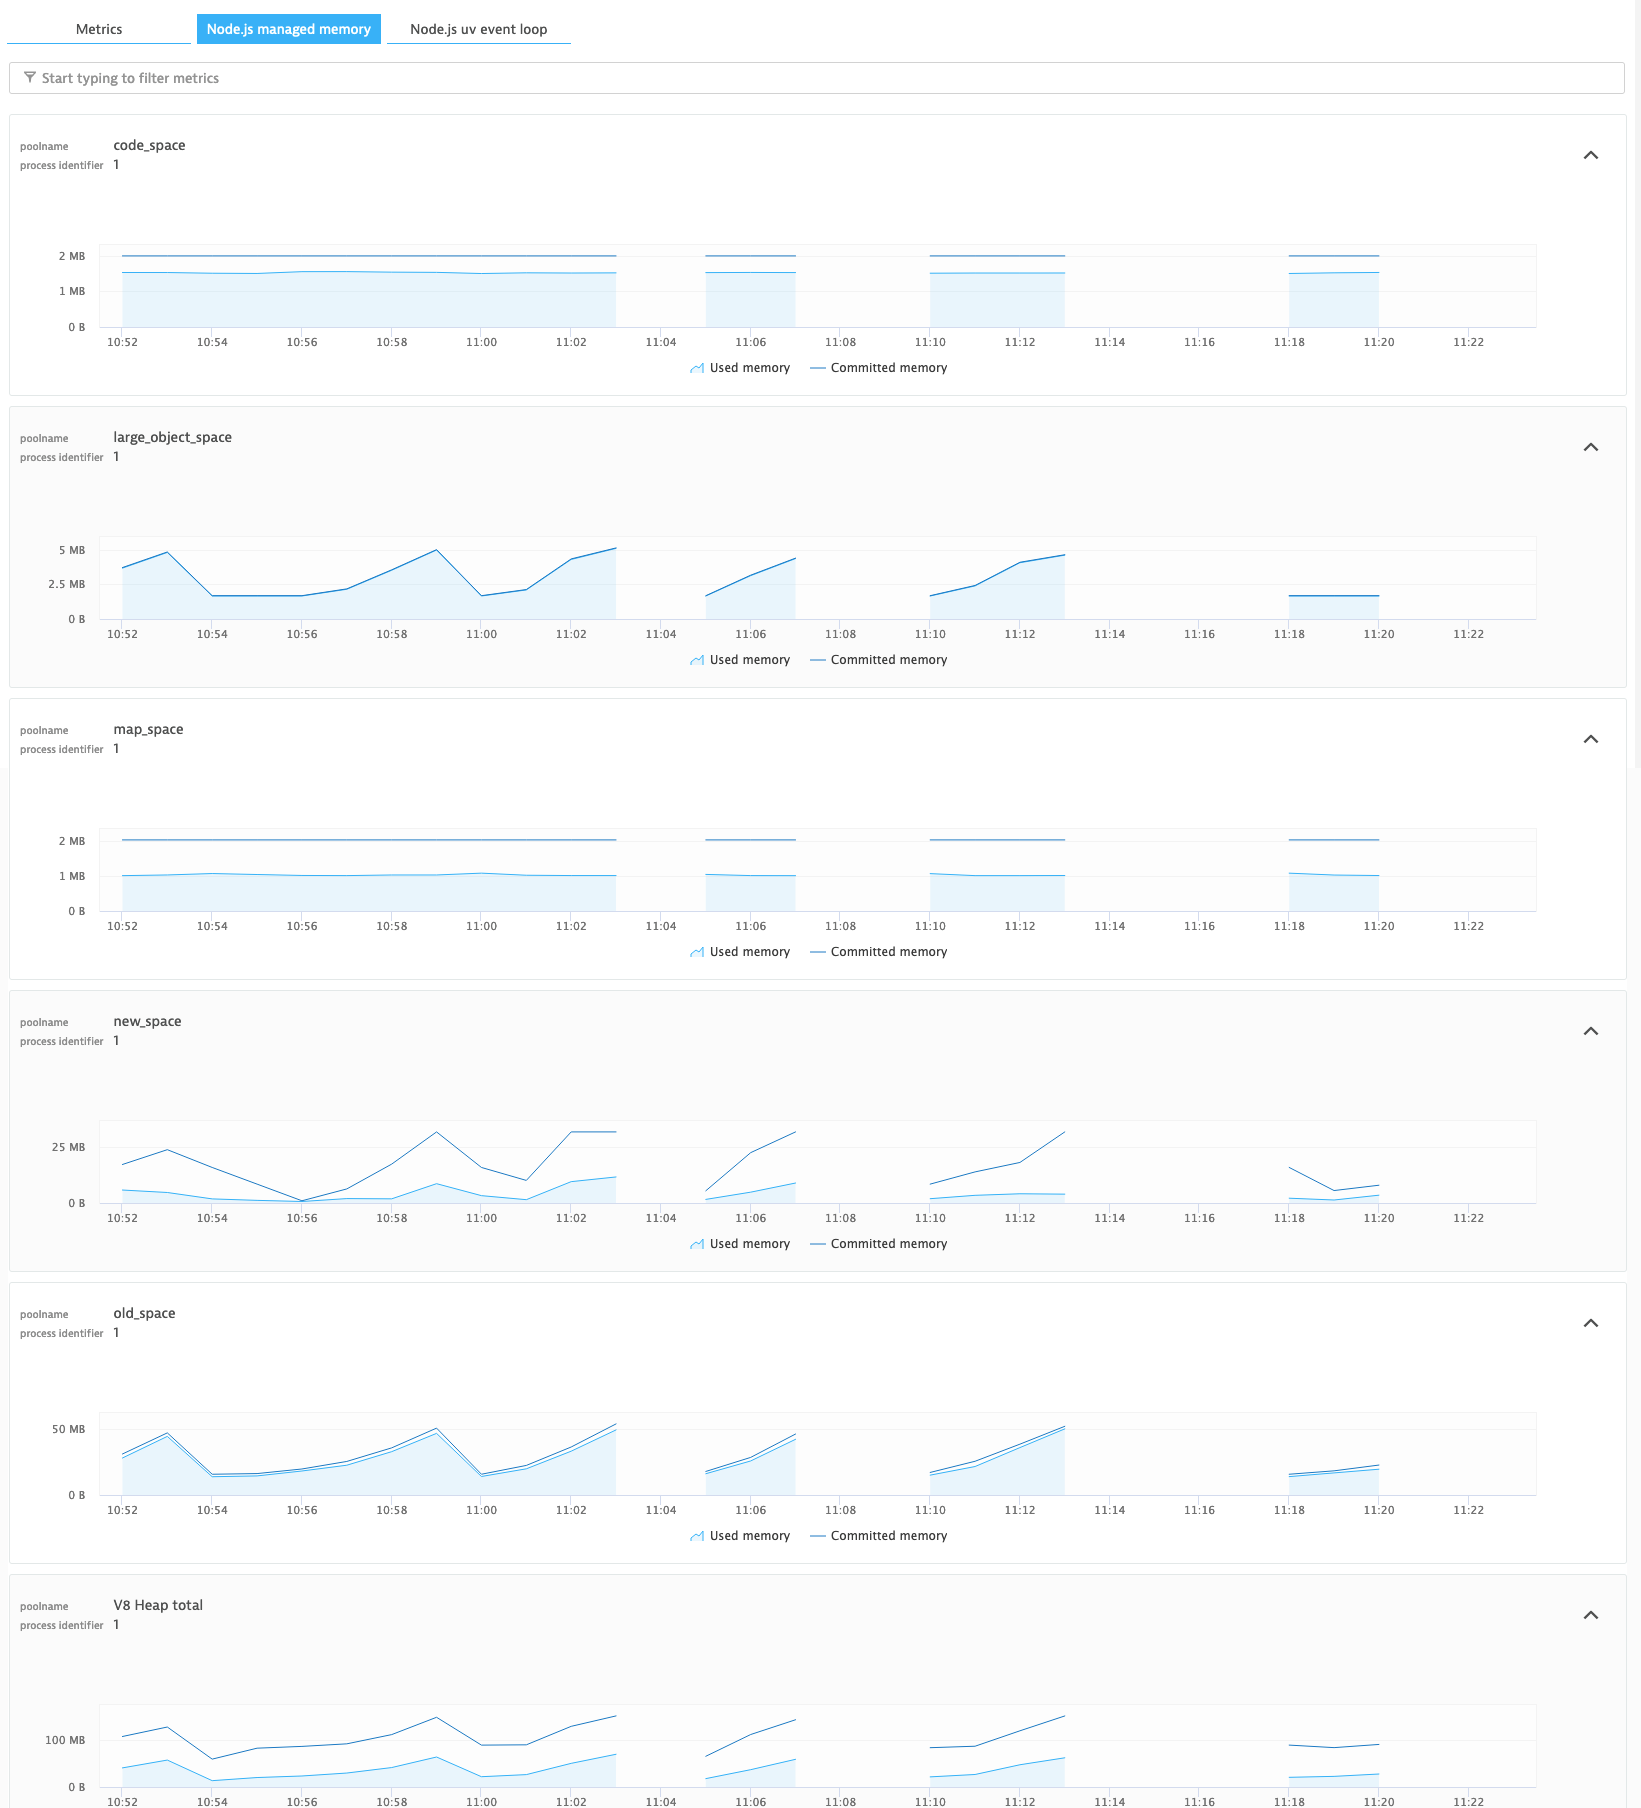 Metrics Node.js managed memory Node.js uv event loop
Start typing to filter metrics
poolname code_space
process identifier 1
2 MB
1 MB
0 B
10:52 10:54 10:56 10:58 11:00 11:02 11:04 11:06 11:08 11:10 11:12 11:14 11:16 11:18 11:20 11:22
Used memory Committed memory
poolname large_object_space
process identifier 1
5 MB
2.5 MB
0 B
10:52 10:54 10:56 10:58 11:00 11:02 11:04 11:06 11:08 11:10 11:12 11:14 11:16 11:18 11:20 11:22
Used memory Committed memory
poolname map_space
process identifier 1
2 MB
1 MB
0 B
10:52 10:54 10:56 10:58 11:00 11:02 11:04 11:06 11:08 11:10 11:12 11:14 11:16 11:18 11:20 11:22
Used memory Committed memory
poolname new_space
process identifier 1
25 MB
0 B
10:52 10:54 10:56 10:58 11:00 11:02 11:04 11:06 11:08 11:10 11:12 11:14 11:16 11:18 11:20 11:22
Used memory Committed memory
poolname old_space
process identifier 1
50 MB
0 B
10:52 10:54 10:56 10:58 11:00 11:02 11:04 11:06 11:08 11:10 11:12 11:14 11:16 11:18 11:20 11:22
Used memory Committed memory
poolname V8 Heap total
process identifier 1
100 MB
0 B
10:52 10:54 10:56 10:58 11:00 11:02 11:04 11:06 11:08 11:10 11:12 11:14 11:16 11:18 11:20 11:22